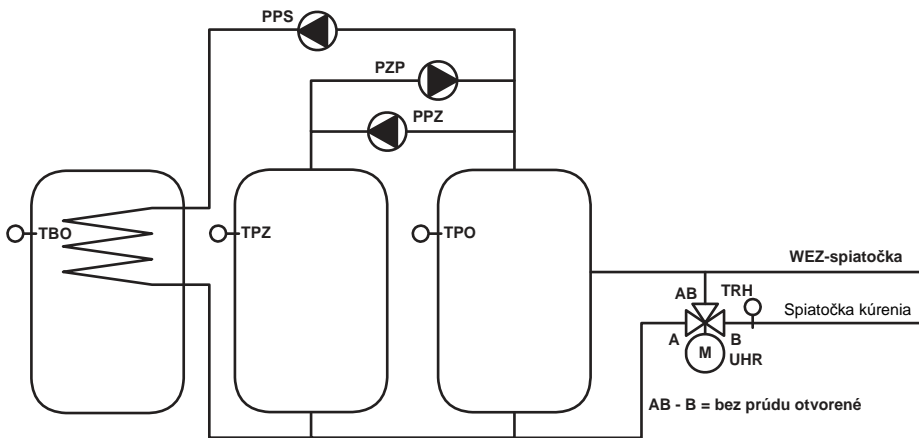 PPS
PZP
PPZ
TBO
TPZ
TPO
WEZ-spiatočka
AB
TRH
Spiatočka kúrenia
A
B
M
UHR
AB - B = bez prúdu otvorené